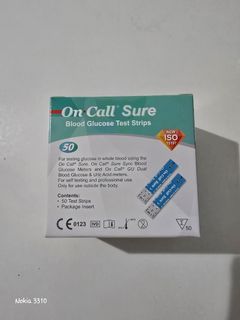 On Call® Sure
Blood Glucose Test Strips
NEW
ISO
15197
50
For testing glucose in whole blood using the
On Call® Sure, On Call® Sure Sync Blood
Glucose Meters and On Call® GU Dual
Blood Glucose & Uric Acid meters.
For self testing and professional use.
Only for use outside the body.
Contents:
• 50 Test Strips
• Package Insert
CE 0123
IVD
50
Nokia 3310